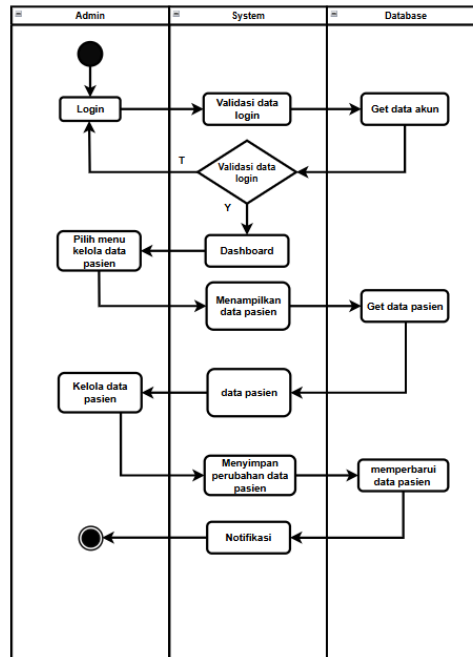 Admin
System
Database
Login
Validasi data
login
Get data akun
T
Validasi data
login
Y
Pilih menu
kelola data
pasien
Dashboard
Menampilkan
data pasien
Get data pasien
Kelola data
pasien
data pasien
Menyimpan
perubahan data
pasien
memperbarui
data pasien
Notifikasi